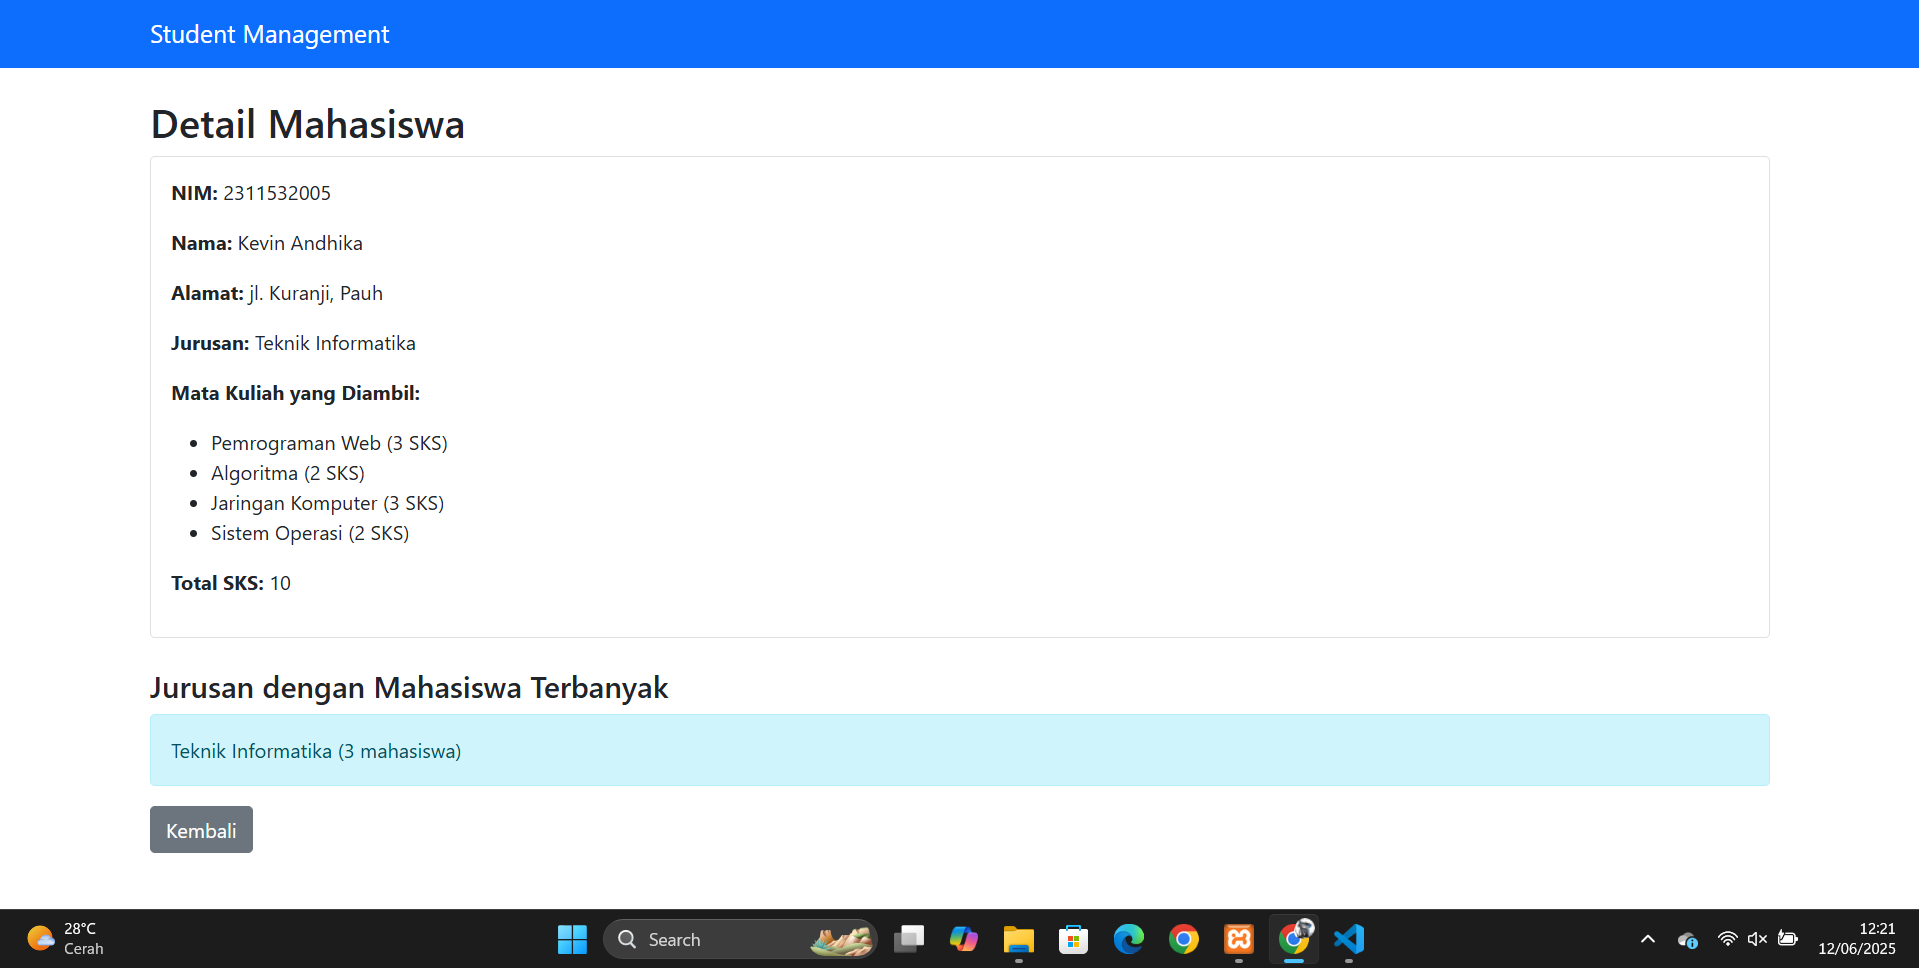 Student Management
Detail Mahasiswa
NIM: 2311532005
Nama: Kevin Andhika
Alamat: jl. Kuranji, Pauh
Jurusan: Teknik Informatika
Mata Kuliah yang Diambil:
Pemrograman Web (3 SKS)
Algoritma (2 SKS)
Jaringan Komputer (3 SKS)
Sistem Operasi (2 SKS)
Total SKS: 10
Jurusan dengan Mahasiswa Terbanyak
Teknik Informatika (3 mahasiswa)
Kembali
28°C
Cerah
Search
12:21
12/06/2025